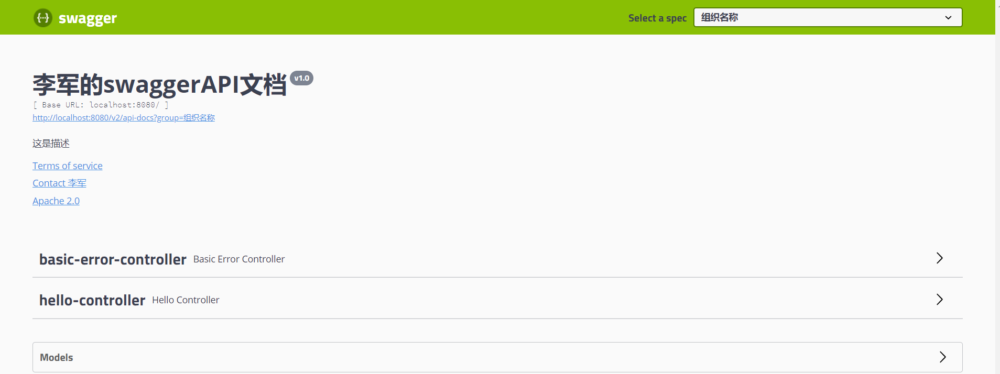 swagger
Select a spec 组织名称
李军的swaggerAPI文档 v1.0
[ Base URL: localhost:8080/ ]
http://localhost:8080/v2/api-docs?group=组织名称
这是描述
Terms of service
Contact 李军
Apache 2.0
basic-error-controller Basic Error Controller
hello-controller Hello Controller
Models